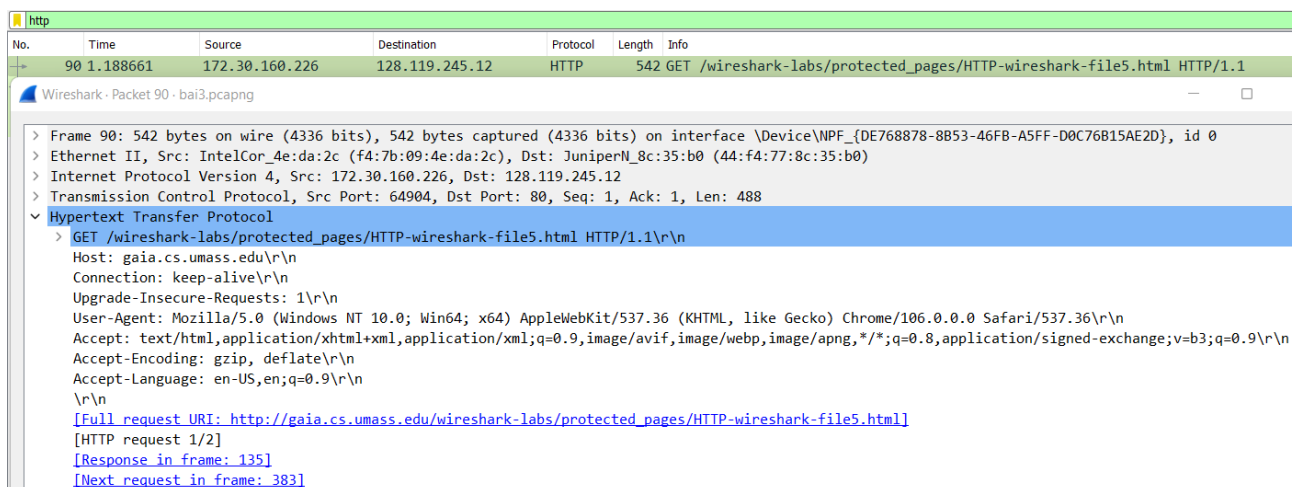 http
No. Time Source Destination Protocol Length Info
90 1.188661 172.30.160.226 128.119.245.12 HTTP 542 GET /wireshark-labs/protected_pages/HTTP-wireshark-file5.html HTTP/1.1
Wireshark · Packet 90 · bai3.pcapng
> Frame 90: 542 bytes on wire (4336 bits), 542 bytes captured (4336 bits) on interface \Device\NPF_{DE768878-8B53-46FB-A5FF-D0C76B15AE2D}, id 0
> Ethernet II, Src: IntelCor_4e:da:2c (f4:7b:09:4e:da:2c), Dst: JuniperN_8c:35:b0 (44:f4:77:8c:35:b0)
> Internet Protocol Version 4, Src: 172.30.160.226, Dst: 128.119.245.12
> Transmission Control Protocol, Src Port: 64904, Dst Port: 80, Seq: 1, Ack: 1, Len: 488
Hypertext Transfer Protocol
> GET /wireshark-labs/protected_pages/HTTP-wireshark-file5.html HTTP/1.1\r\n
Host: gaia.cs.umass.edu\r\n
Connection: keep-alive\r\n
Upgrade-Insecure-Requests: 1\r\n
User-Agent: Mozilla/5.0 (Windows NT 10.0; Win64; x64) AppleWebKit/537.36 (KHTML, like Gecko) Chrome/106.0.0.0 Safari/537.36\r\n
Accept: text/html,application/xhtml+xml,application/xml;q=0.9,image/avif,image/webp,image/apng,*/*;q=0.8,application/signed-exchange;v=b3;q=0.9\r\n
Accept-Encoding: gzip, deflate\r\n
Accept-Language: en-US,en;q=0.9\r\n
\r\n
[Full request URI: http://gaia.cs.umass.edu/wireshark-labs/protected_pages/HTTP-wireshark-file5.html]
[HTTP request 1/2]
[Response in frame: 135]
[Next request in frame: 383]